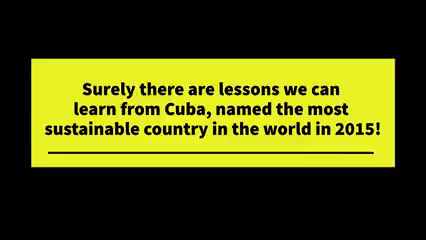 Surely there are lessons we can
learn from Cuba, named the most
sustainable country in the world in 2015!